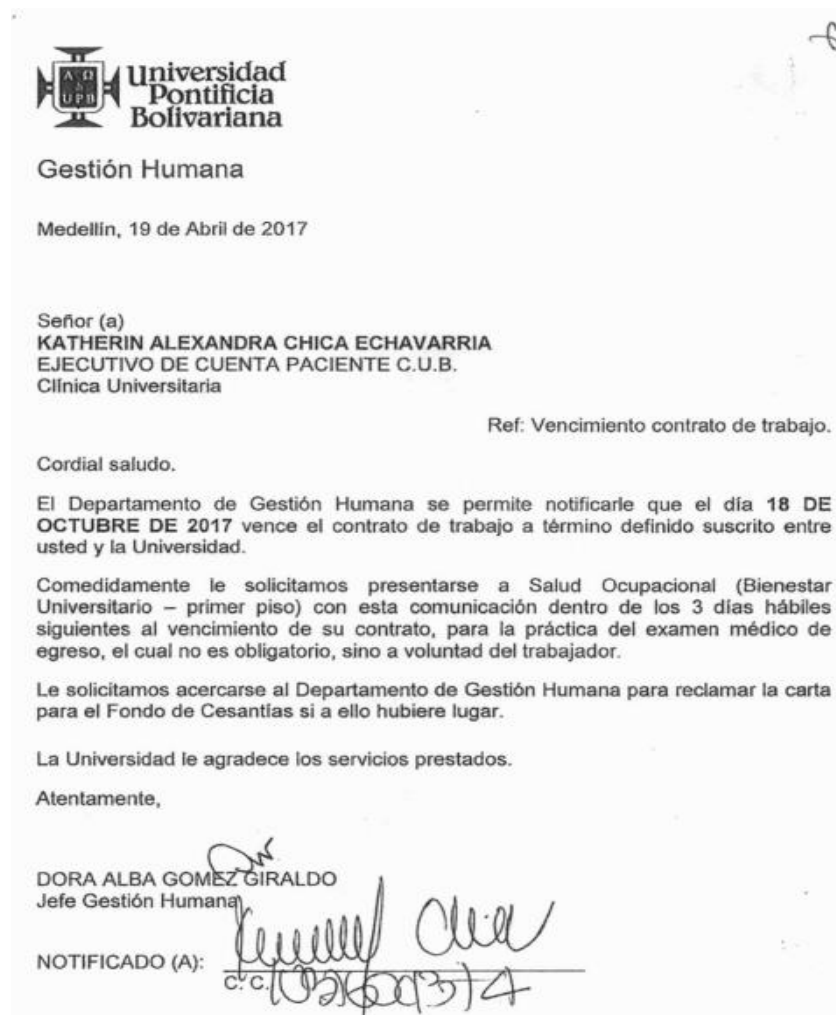 Α Ω
&
UPB
Universidad
Pontificia
Bolivariana
Gestión Humana
Medellín, 19 de Abril de 2017
Señor (a)
KATHERIN ALEXANDRA CHICA ECHAVARRIA
EJECUTIVO DE CUENTA PACIENTE C.U.B.
Clínica Universitaria
Ref: Vencimiento contrato de trabajo.
Cordial saludo.
El Departamento de Gestión Humana se permite notificarle que el día 18 DE
OCTUBRE DE 2017 vence el contrato de trabajo a término definido suscrito entre
usted y la Universidad.
Comedidamente le solicitamos presentarse a Salud Ocupacional (Bienestar
Universitario – primer piso) con esta comunicación dentro de los 3 días hábiles
siguientes al vencimiento de su contrato, para la práctica del examen médico de
egreso, el cual no es obligatorio, sino a voluntad del trabajador.
Le solicitamos acercarse al Departamento de Gestión Humana para reclamar la carta
para el Fondo de Cesantías si a ello hubiere lugar.
La Universidad le agradece los servicios prestados.
Atentamente,
DORA ALBA GOMEZ GIRALDO
Jefe Gestión Humana
Chica
NOTIFICADO (A):
C.C.